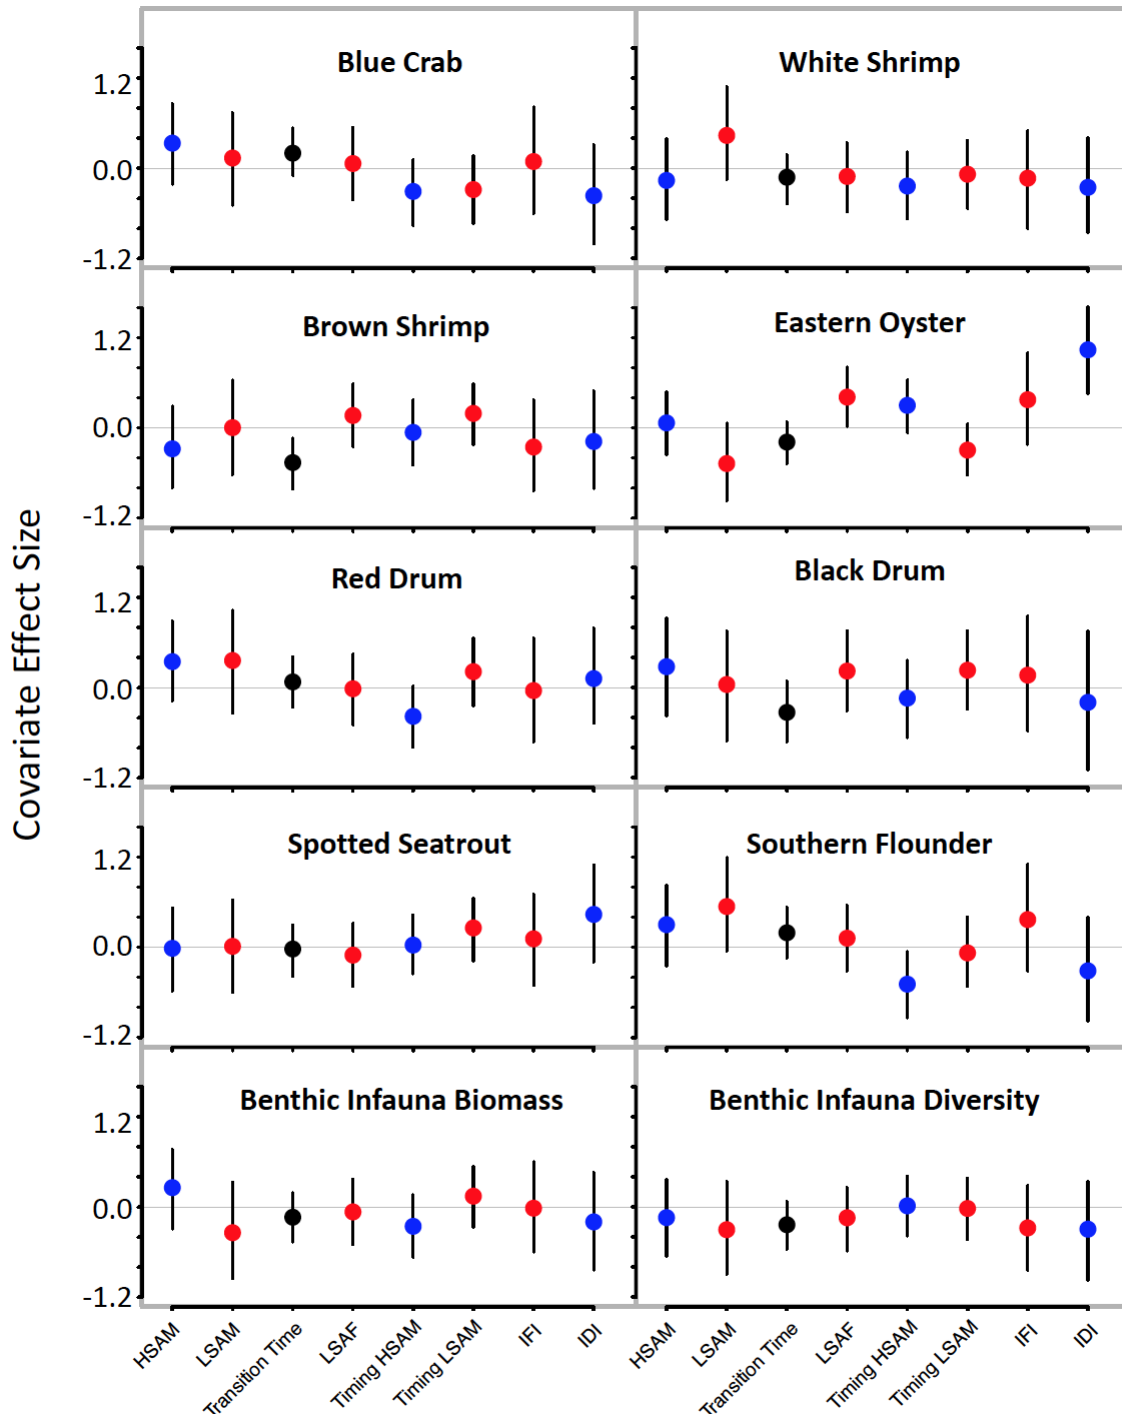 Covariate Effect Size
Blue Crab
White Shrimp
1.2
0.0
-1.2
Brown Shrimp
Eastern Oyster
1.2
0.0
-1.2
Red Drum
Black Drum
1.2
0.0
-1.2
Spotted Seatrout
Southern Flounder
1.2
0.0
-1.2
Benthic Infauna Biomass
Benthic Infauna Diversity
1.2
0.0
-1.2
HSAM
LSAM
Transition Time
LSAF
Timing HSAM
Timing LSAM
IFI
IDI
HSAM
LSAM
Transition Time
LSAF
Timing HSAM
Timing LSAM
IFI
IDI